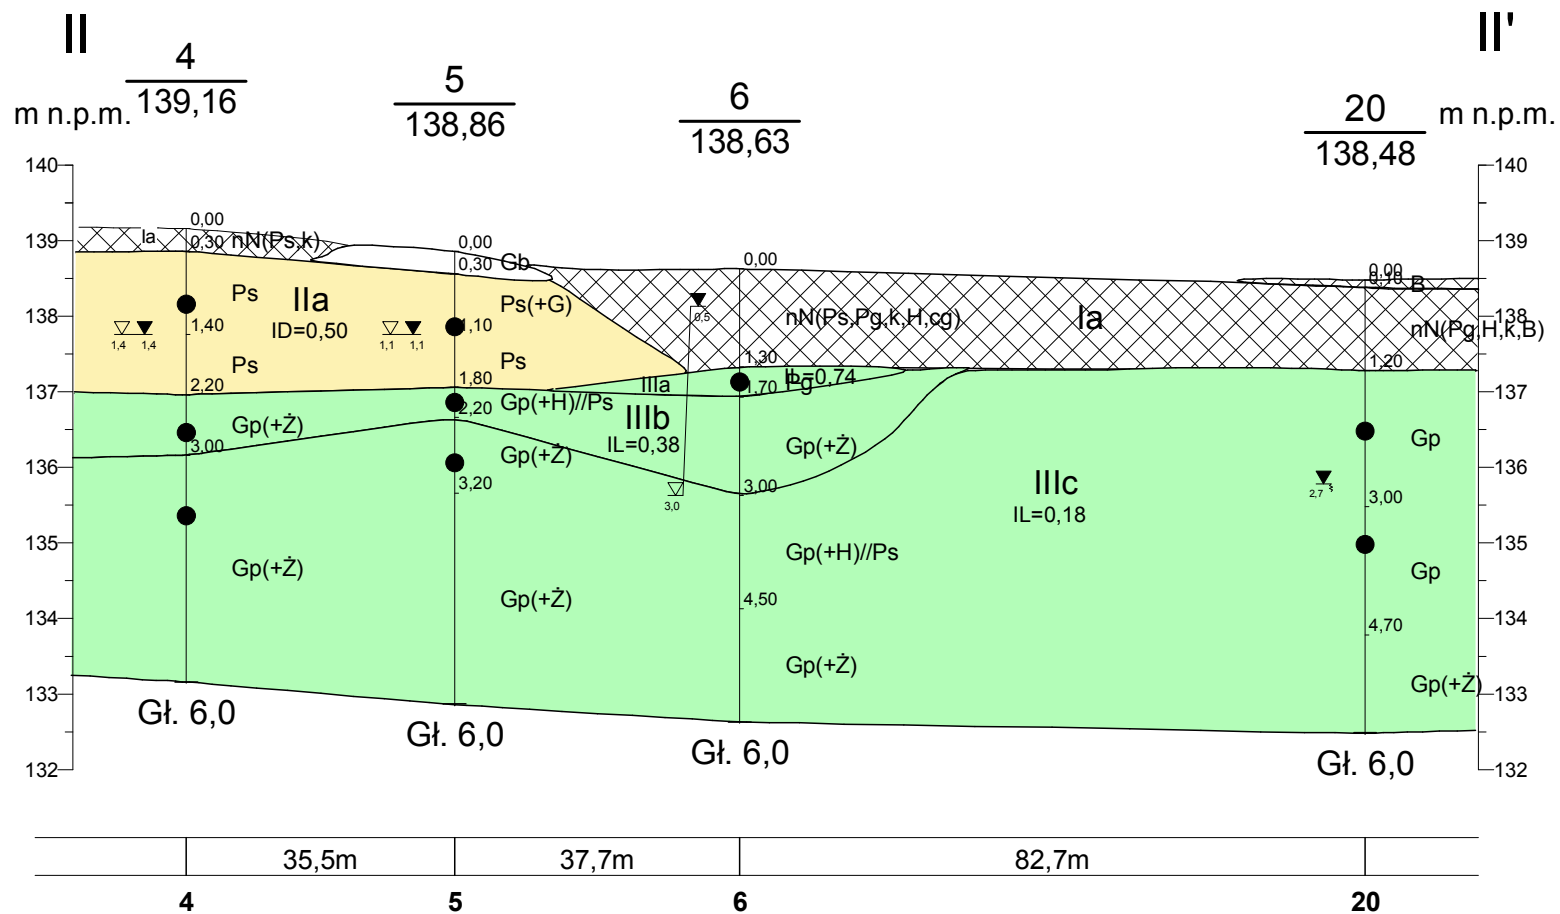 II
II'
4
139,16
5
138,86
6
138,63
20
138,48
m n.p.m.
m n.p.m.
140
140
139
139
138
138
137
137
136
136
135
135
134
134
133
133
132
132
0,00
Ia
0,30
nN(Ps,k)
Ps
IIa
ID=0,50
1,40
1,4
1,4
Ps
2,20
Gp(+Ż)
3,00
Gp(+Ż)
Gł. 6,0
0,00
0,30
Gb
Ps(+G)
1,10
1,1
1,1
Ps
1,80
Gp(+H)//Ps
2,20
Gp(+Ż)
3,20
Gp(+Ż)
Gł. 6,0
0,00
0,5
nN(Ps,Pg,k,H,cg)
Ia
1,30
IL=0,74
IIIa
1,70
Pg
IIIb
IL=0,38
Gp(+Ż)
3,00
3,0
Gp(+H)//Ps
4,50
Gp(+Ż)
Gł. 6,0
IIIc
IL=0,18
0,00
0,10
B
nN(Pg,H,k,B)
1,20
Gp
2,7
3,00
Gp
4,70
Gp(+Ż)
Gł. 6,0
35,5m
37,7m
82,7m
4
5
6
20